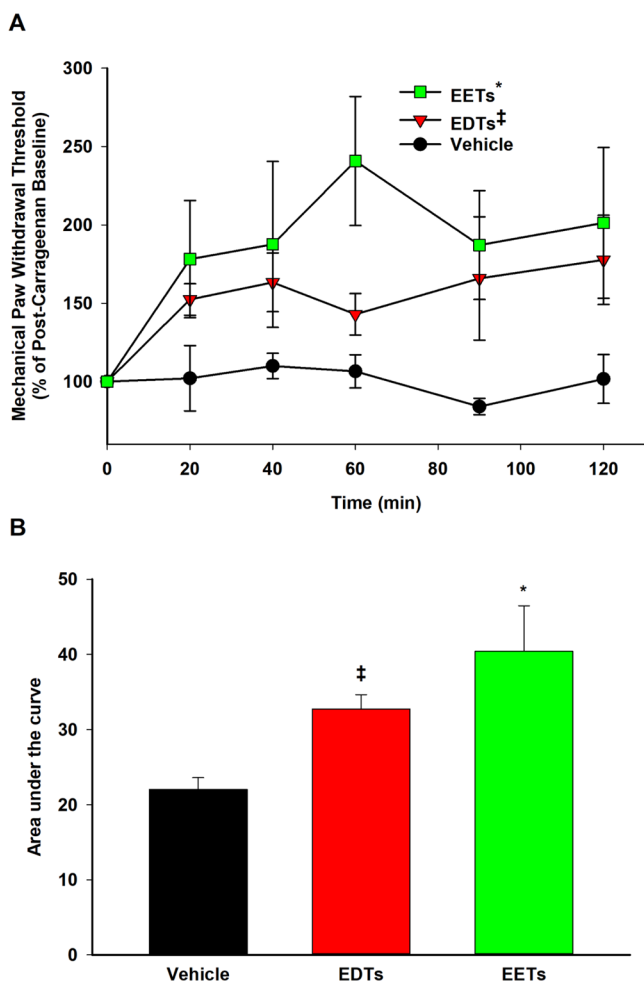 A
300
250
200
150
100
Mechanical Paw Withdrawal Threshold
(% of Post-Carrageenan Baseline)
EETs*
EDTs‡
Vehicle
0 20 40 60 80 100 120
Time (min)
B
50
40
30
20
10
0
Area under the curve
‡
*
Vehicle EDTs EETs